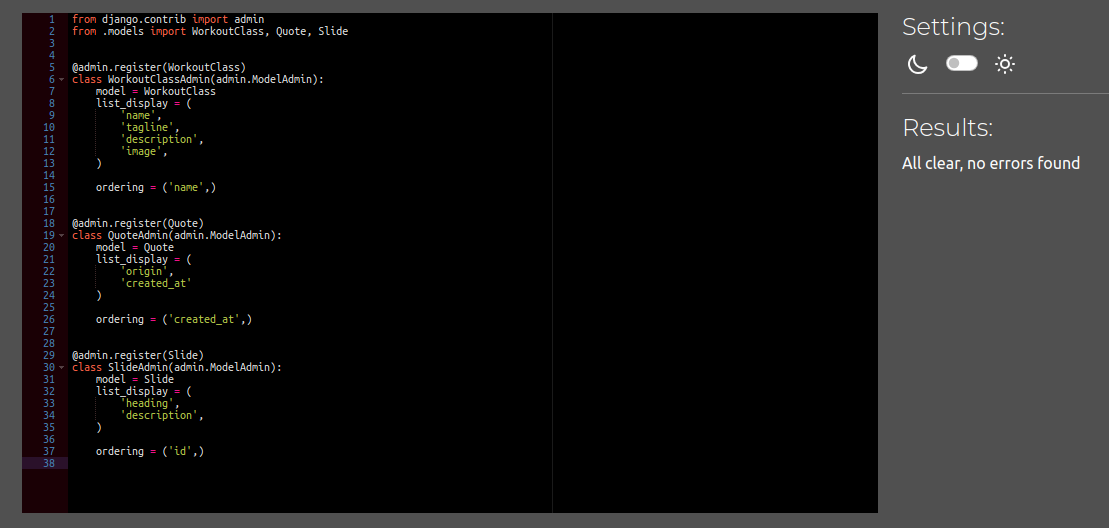 1 from django.contrib import admin
2 from .models import WorkoutClass, Quote, Slide
3
4
5 @admin.register(WorkoutClass)
6 class WorkoutClassAdmin(admin.ModelAdmin):
7     model = WorkoutClass
8     list_display = (
9         'name',
10         'tagline',
11         'description',
12         'image',
13     )
14
15     ordering = ('name',)
16
17
18 @admin.register(Quote)
19 class QuoteAdmin(admin.ModelAdmin):
20     model = Quote
21     list_display = (
22         'origin',
23         'created_at'
24     )
25
26     ordering = ('created_at',)
27
28
29 @admin.register(Slide)
30 class SlideAdmin(admin.ModelAdmin):
31     model = Slide
32     list_display = (
33         'heading',
34         'description',
35     )
36
37     ordering = ('id',)
38
Settings:
Results:
All clear, no errors found